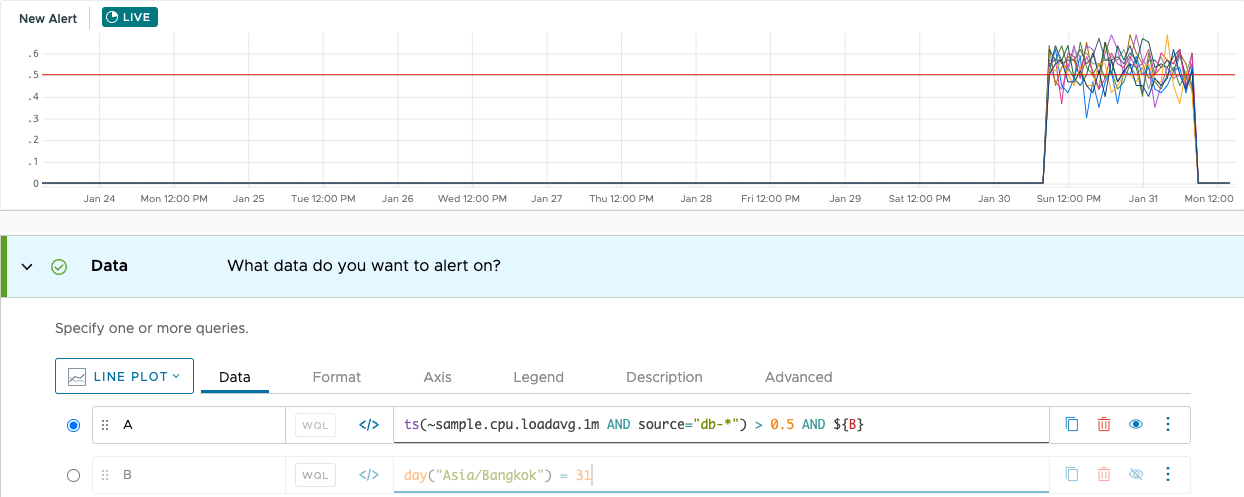 New Alert LIVE
.6
.5
.4
.3
.2
.1
0
Jan 24 Mon 12:00 PM Jan 25 Tue 12:00 PM Jan 26 Wed 12:00 PM Jan 27 Thu 12:00 PM Jan 28 Fri 12:00 PM Jan 29 Sat 12:00 PM Jan 30 Sun 12:00 PM Jan 31 Mon 12:00
Data What data do you want to alert on?
Specify one or more queries.
LINE PLOT Data Format Axis Legend Description Advanced
A WQL </> ts(~sample.cpu.loadavg.1m AND source="db-*") > 0.5 AND ${B}
B WQL </> day("Asia/Bangkok") = 31